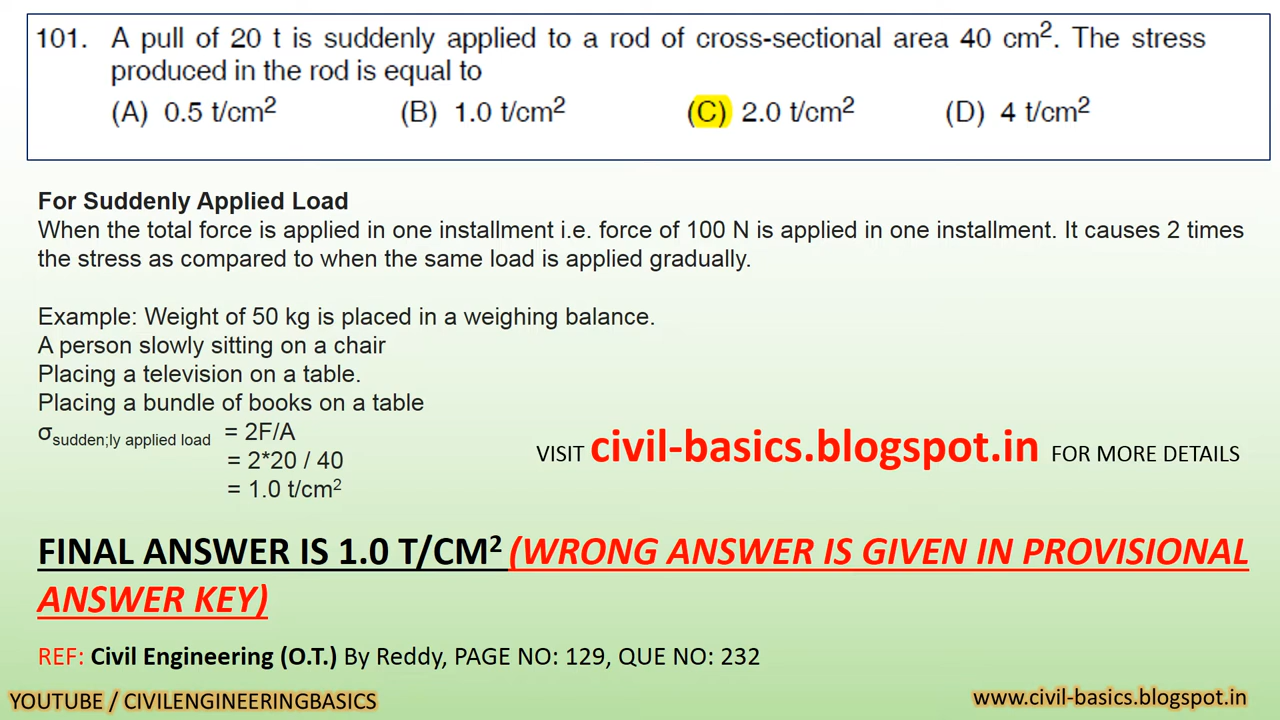 101. A pull of 20 t is suddenly applied to a rod of cross-sectional area 40 cm². The stress
produced in the rod is equal to
(A) 0.5 t/cm² (B) 1.0 t/cm² (C) 2.0 t/cm² (D) 4 t/cm²
For Suddenly Applied Load
When the total force is applied in one installment i.e. force of 100 N is applied in one installment. It causes 2 times
the stress as compared to when the same load is applied gradually.
Example: Weight of 50 kg is placed in a weighing balance.
A person slowly sitting on a chair
Placing a television on a table.
Placing a bundle of books on a table
σsudden;ly applied load = 2F/A
= 2*20 / 40
= 1.0 t/cm²
VISIT civil-basics.blogspot.in FOR MORE DETAILS
FINAL ANSWER IS 1.0 T/CM² (WRONG ANSWER IS GIVEN IN PROVISIONAL
ANSWER KEY)
REF: Civil Engineering (O.T.) By Reddy, PAGE NO: 129, QUE NO: 232
YOUTUBE / CIVILENGINEERINGBASICS
www.civil-basics.blogspot.in